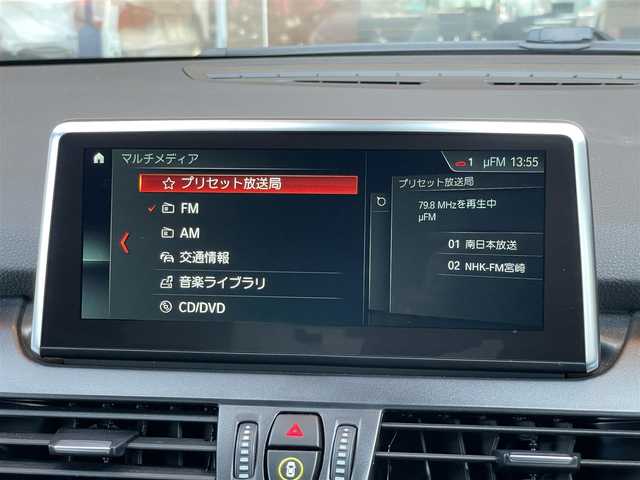 マルチメディア
1 μFM 13:55
プリセット放送局
FM
AM
交通情報
音楽ライブラリ
CD/DVD
プリセット放送局
79.8 MHzを再生中
μFM
01 南日本放送
02 NHK-FM宮崎